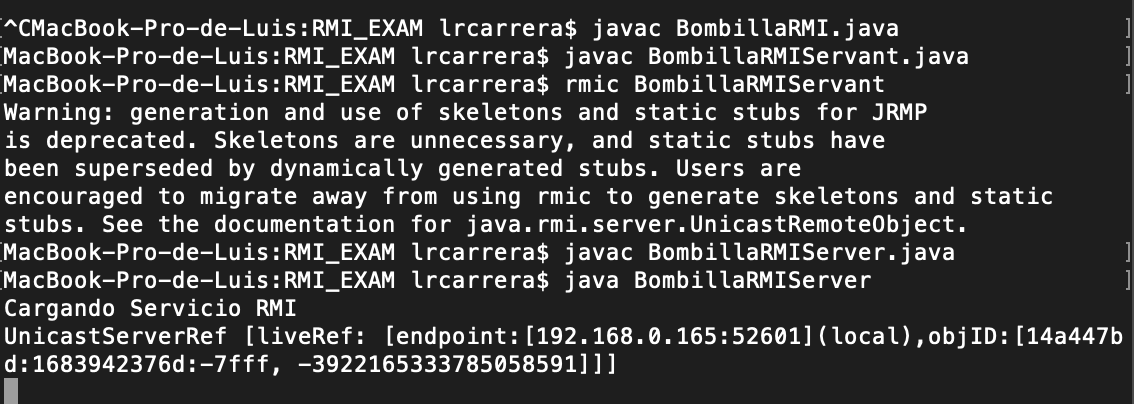 ^CMacBook-Pro-de-Luis:RMI_EXAM lrcarrera$ javac BombillaRMI.java
[MacBook-Pro-de-Luis:RMI_EXAM lrcarrera$ javac BombillaRMIServant.java ]
[MacBook-Pro-de-Luis:RMI_EXAM lrcarrera$ rmic BombillaRMIServant ]
Warning: generation and use of skeletons and static stubs for JRMP
is deprecated. Skeletons are unnecessary, and static stubs have
been superseded by dynamically generated stubs. Users are
encouraged to migrate away from using rmic to generate skeletons and static
stubs. See the documentation for java.rmi.server.UnicastRemoteObject.
[MacBook-Pro-de-Luis:RMI_EXAM lrcarrera$ javac BombillaRMIServer.java ]
[MacBook-Pro-de-Luis:RMI_EXAM lrcarrera$ java BombillaRMIServer ]
Cargando Servicio RMI
UnicastServerRef [liveRef: [endpoint:[192.168.0.165:52601](local),objID:[14a447b
d:1683942376d:-7fff, -3922165333785058591]]]